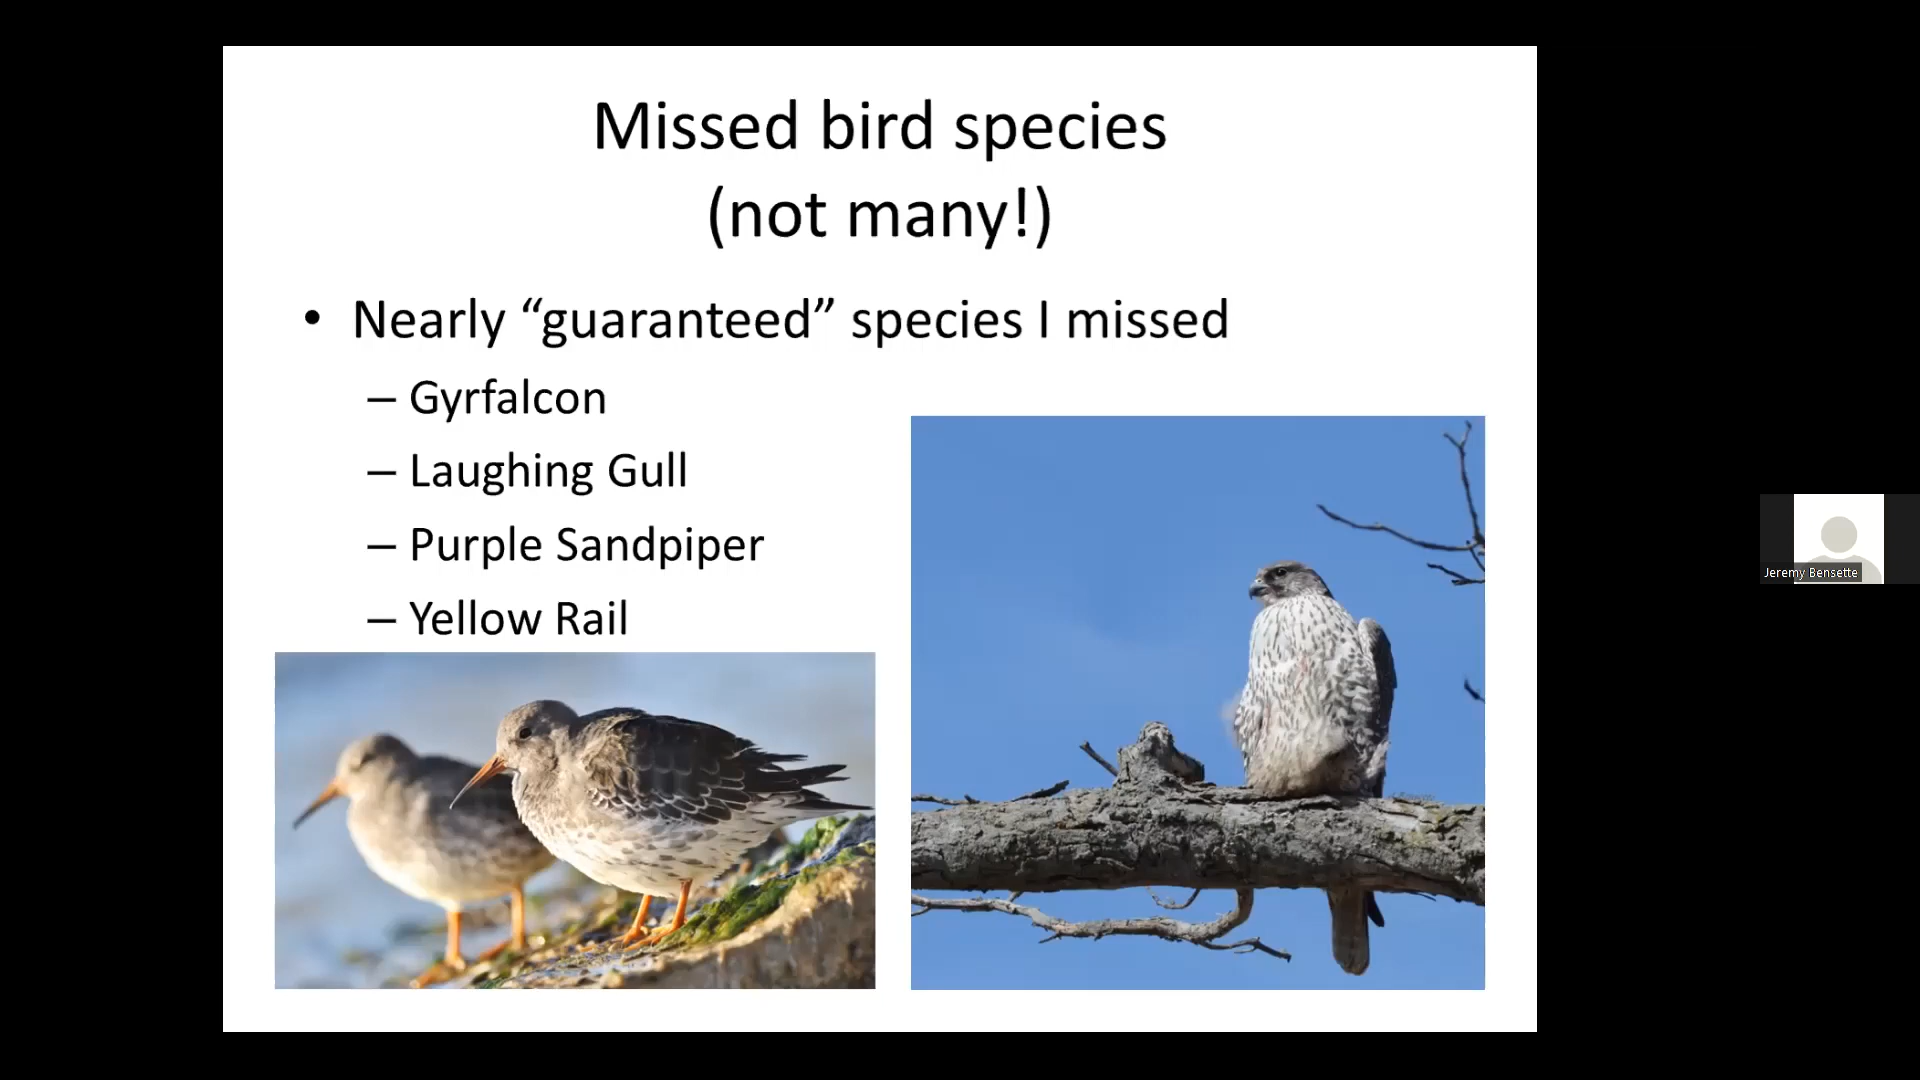 Missed bird species
(not many!)
• Nearly “guaranteed” species I missed
– Gyrfalcon
– Laughing Gull
– Purple Sandpiper
– Yellow Rail
Jeremy Bensette